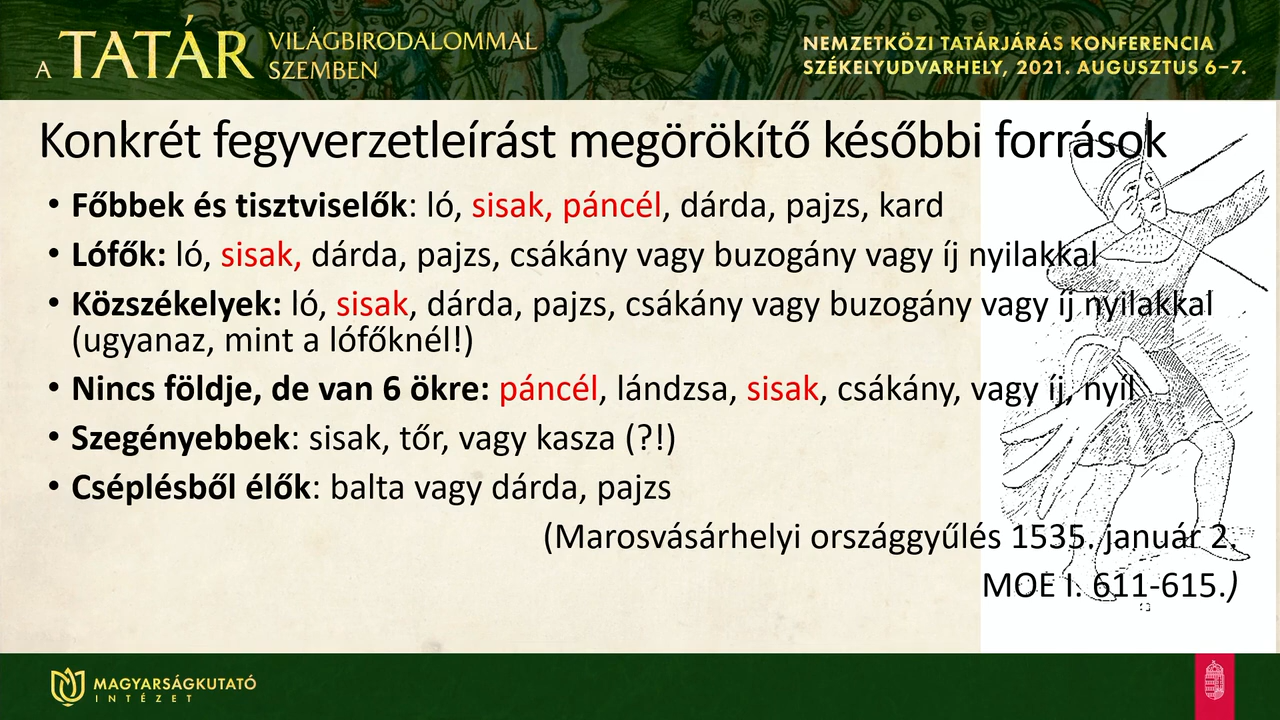 A TATÁR VILÁGBIRODALOMMAL
SZEMBEN
NEMZETKÖZI TATÁRJÁRÁS KONFERENCIA
SZÉKELYUDVARHELY, 2021. AUGUSZTUS 6–7.
Konkrét fegyverzetleírást megörökítő későbbi források
• Főbbek és tisztviselők: ló, sisak, páncél, dárda, pajzs, kard
• Lófők: ló, sisak, dárda, pajzs, csákány vagy buzogány vagy íj nyilakkal
• Közszékelyek: ló, sisak, dárda, pajzs, csákány vagy buzogány vagy íj nyilakkal
(ugyanaz, mint a lófőknél!)
• Nincs földje, de van 6 ökre: páncél, lándzsa, sisak, csákány, vagy íj, nyíl
• Szegényebbek: sisak, tőr, vagy kasza (?!)
• Cséplésből élők: balta vagy dárda, pajzs
(Marosvásárhelyi országgyűlés 1535. január 2.
MOE I. 611-615.)
MAGYARSÁGKUTATÓ
INTÉZET